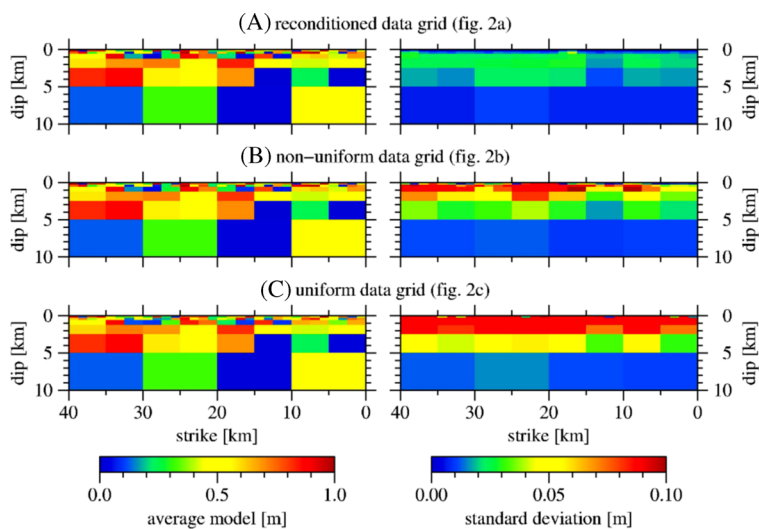 (A) reconditioned data grid (fig. 2a)
dip [km]
0
5
10
0
5
10
dip [km]
(B) non-uniform data grid (fig. 2b)
dip [km]
0
5
10
0
5
10
dip [km]
(C) uniform data grid (fig. 2c)
dip [km]
0
5
10
0
5
10
dip [km]
40 30 20 10 0
40 30 20 10 0
strike [km]
strike [km]
0.0 0.5 1.0
0.00 0.05 0.10
average model [m]
standard deviation [m]